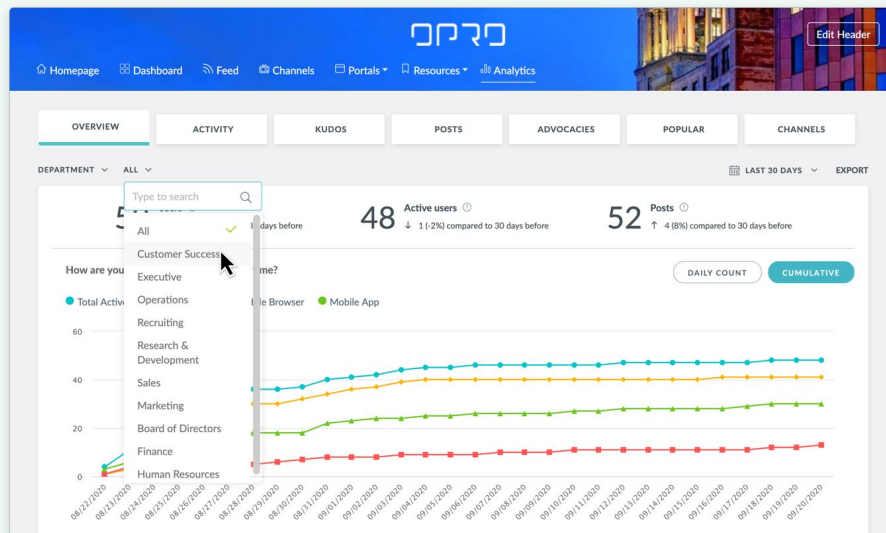 OPRO
Edit Header
Homepage Dashboard Feed Channels Portals Resources Analytics
OVERVIEW ACTIVITY KUDOS POSTS ADVOCACIES POPULAR CHANNELS
DEPARTMENT ALL LAST 30 DAYS EXPORT
Type to search
All
Customer Success
Executive
Operations
Recruiting
Research &
Development
Sales
Marketing
Board of Directors
Finance
Human Resources
days before
48 Active users
↓ 1 (-2%) compared to 30 days before
52 Posts
↑ 4 (8%) compared to 30 days before
How are you me?
DAILY COUNT CUMULATIVE
Total Activ le Browser Mobile App
60
40
20
0
08/22/2020 08/23/2020 08/24/2020 08/25/2020 08/26/2020 08/27/2020 08/28/2020 08/29/2020 08/30/2020 08/31/2020 09/01/2020 09/02/2020 09/03/2020 09/04/2020 09/05/2020 09/06/2020 09/07/2020 09/08/2020 09/09/2020 09/10/2020 09/11/2020 09/12/2020 09/13/2020 09/14/2020 09/15/2020 09/16/2020 09/17/2020 09/18/2020 09/19/2020 09/20/2020